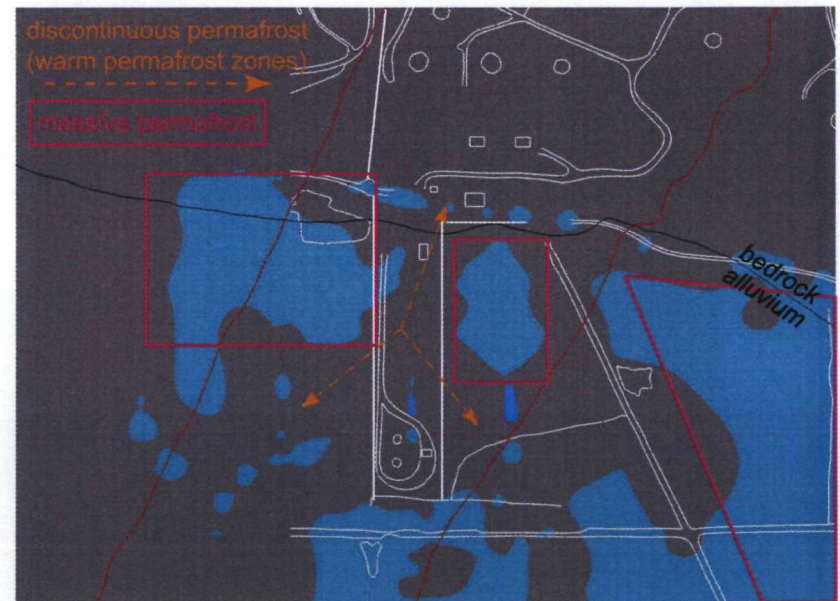 discontinuous permafrost
(warm permafrost zones)
massive permafrost
bedrock
alluvium